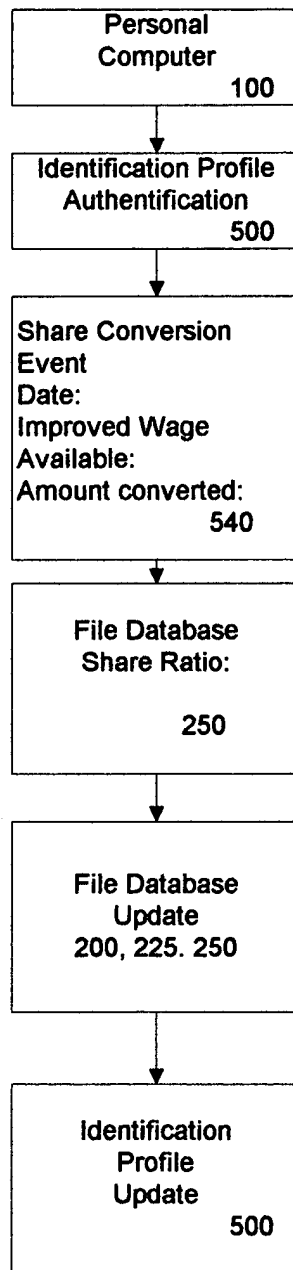 Personal
Computer
100
Identification Profile
Authentification
500
Share Conversion
Event
Date:
Improved Wage
Available:
Amount converted:
540
File Database
Share Ratio:
250
File Database
Update
200, 225. 250
Identification
Profile
Update
500